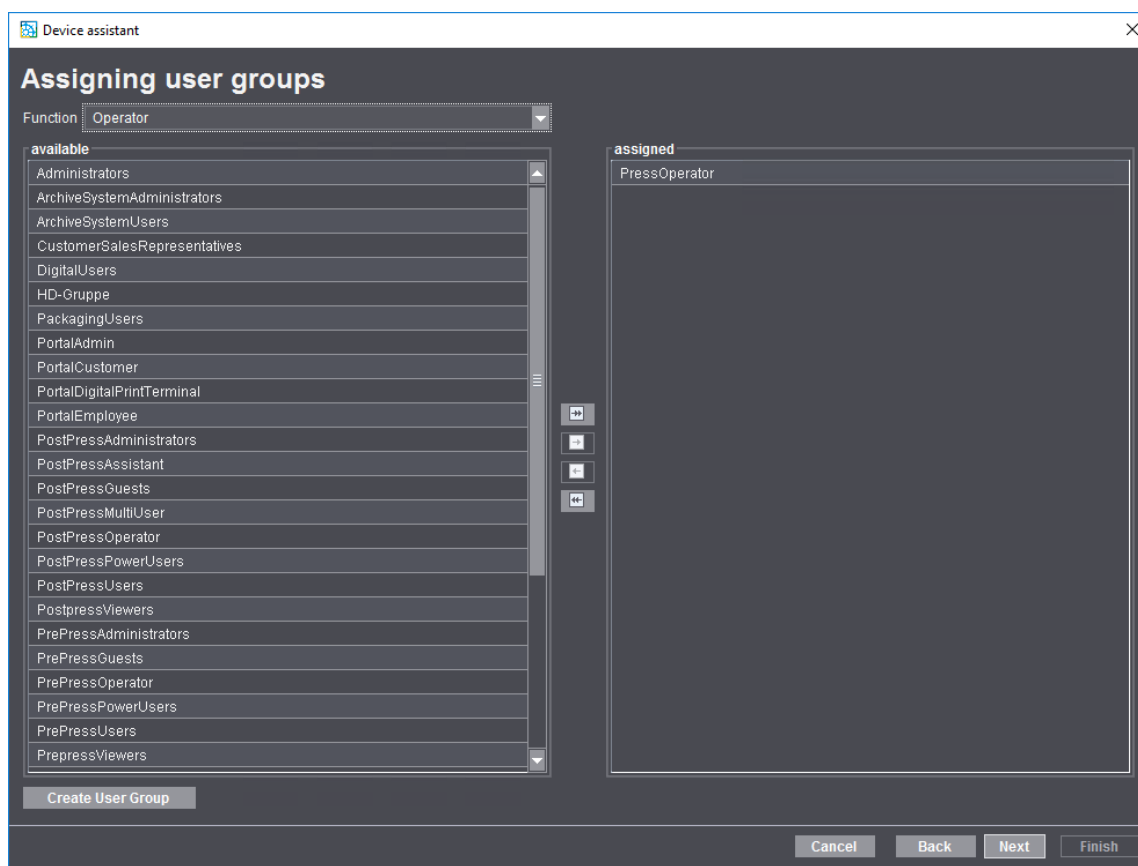 Device assistant
Assigning user groups
Function Operator
available
Administrators
ArchiveSystemAdministrators
ArchiveSystemUsers
CustomerSalesRepresentatives
DigitalUsers
HD-Gruppe
PackagingUsers
PortalAdmin
PortalCustomer
PortalDigitalPrintTerminal
PortalEmployee
PostPressAdministrators
PostPressAssistant
PostPressGuests
PostPressMultiUser
PostPressOperator
PostPressPowerUsers
PostPressUsers
PostpressViewers
PrePressAdministrators
PrePressGuests
PrePressOperator
PrePressPowerUsers
PrePressUsers
PrepressViewers
assigned
PressOperator
Create User Group
Cancel Back Next Finish